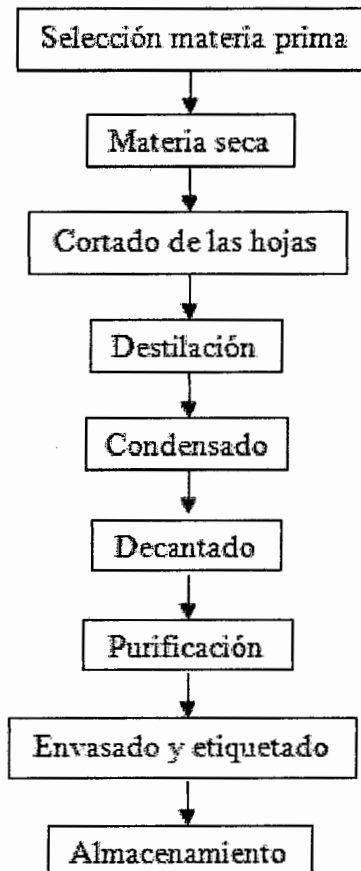 Selección materia prima
Materia seca
Cortado de las hojas
Destilación
Condensado
Decantado
Purificación
Envasado y etiquetado
Almacenamiento